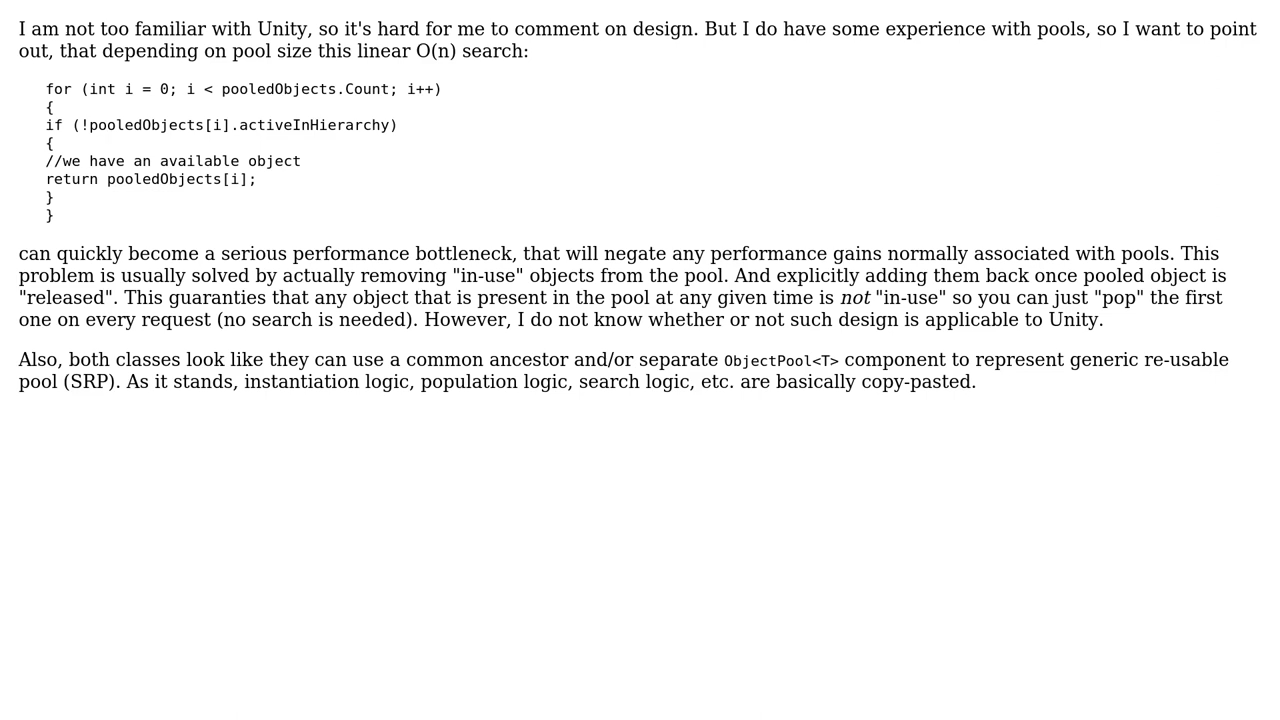 I am not too familiar with Unity, so it's hard for me to comment on design. But I do have some experience with pools, so I want to point
out, that depending on pool size this linear O(n) search:
for (int i = 0; i < pooledObjects.Count; i++)
{
if (!pooledObjects[i].activeInHierarchy)
{
//we have an available object
return pooledObjects[i];
}
}
can quickly become a serious performance bottleneck, that will negate any performance gains normally associated with pools. This
problem is usually solved by actually removing "in-use" objects from the pool. And explicitly adding them back once pooled object is
"released". This guaranties that any object that is present in the pool at any given time is not "in-use" so you can just "pop" the first
one on every request (no search is needed). However, I do not know whether or not such design is applicable to Unity.
Also, both classes look like they can use a common ancestor and/or separate ObjectPool<T> component to represent generic re-usable
pool (SRP). As it stands, instantiation logic, population logic, search logic, etc. are basically copy-pasted.